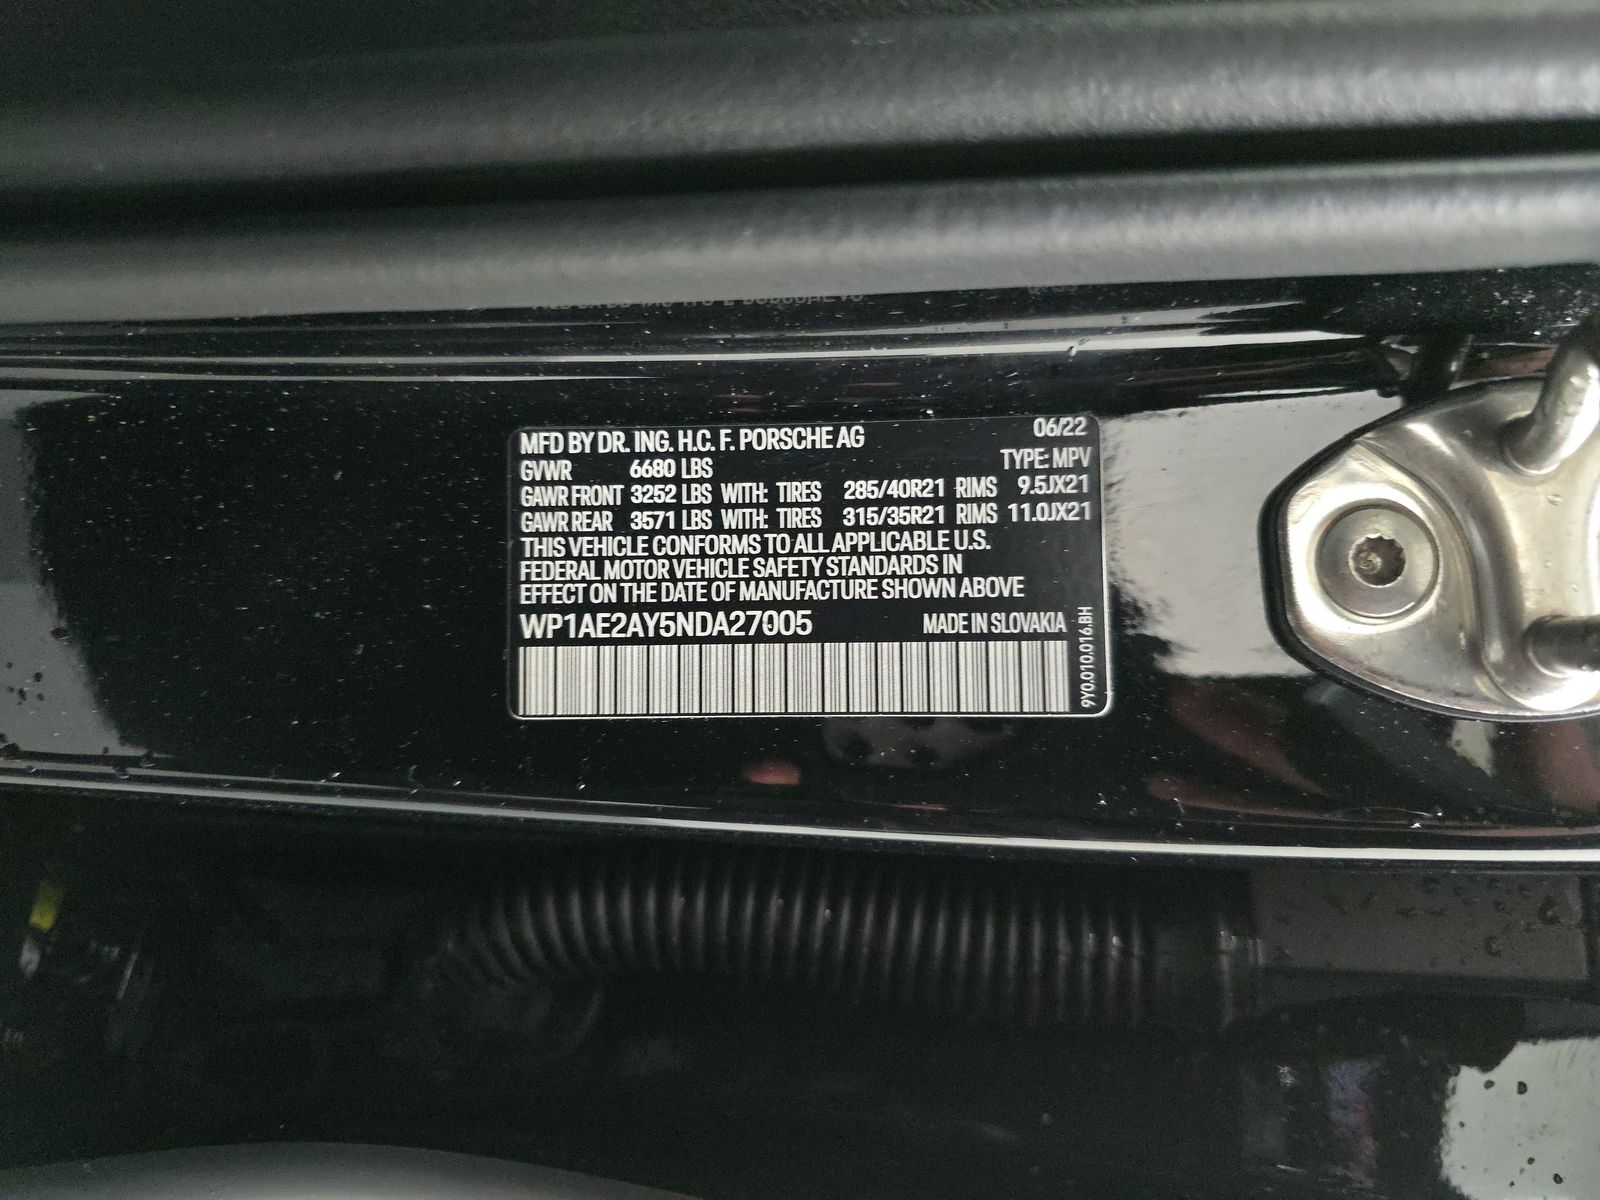 MFD BY DR. ING. H.C. F. PORSCHE AG 06/22
GVWR 6680 LBS TYPE: MPV
GAWR FRONT 3252 LBS WITH: TIRES 285/40R21 RIMS 9.5JX21
GAWR REAR 3571 LBS WITH: TIRES 315/35R21 RIMS 11.0JX21
THIS VEHICLE CONFORMS TO ALL APPLICABLE U.S.
FEDERAL MOTOR VEHICLE SAFETY STANDARDS IN
EFFECT ON THE DATE OF MANUFACTURE SHOWN ABOVE
WP1AE2AY5NDA27005 MADE IN SLOVAKIA
9Y0.010.016.BH